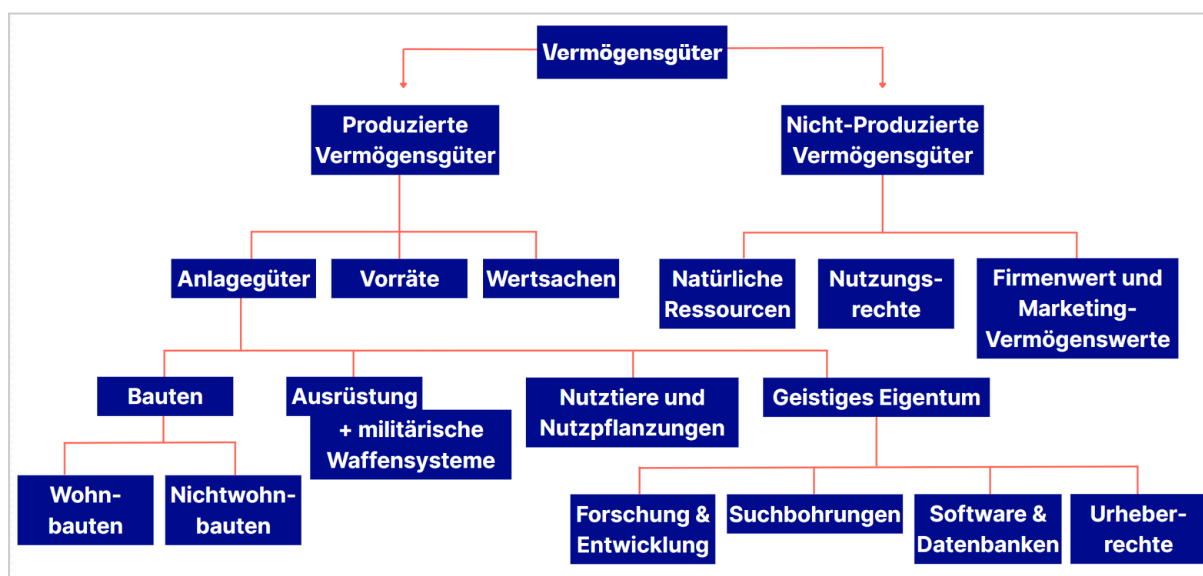 Vermögensgüter
Produzierte
Vermögensgüter
Nicht-Produzierte
Vermögensgüter
Anlagegüter
Vorräte
Wertsachen
Natürliche
Ressourcen
Nutzungs-
rechte
Firmenwert und
Marketing-
Vermögenswerte
Bauten
Ausrüstung
+ militärische
Waffensysteme
Nutztiere und
Nutzpflanzungen
Geistiges Eigentum
Wohn-
bauten
Nichtwohn-
bauten
Forschung &
Entwicklung
Suchbohrungen
Software &
Datenbanken
Urheber-
rechte